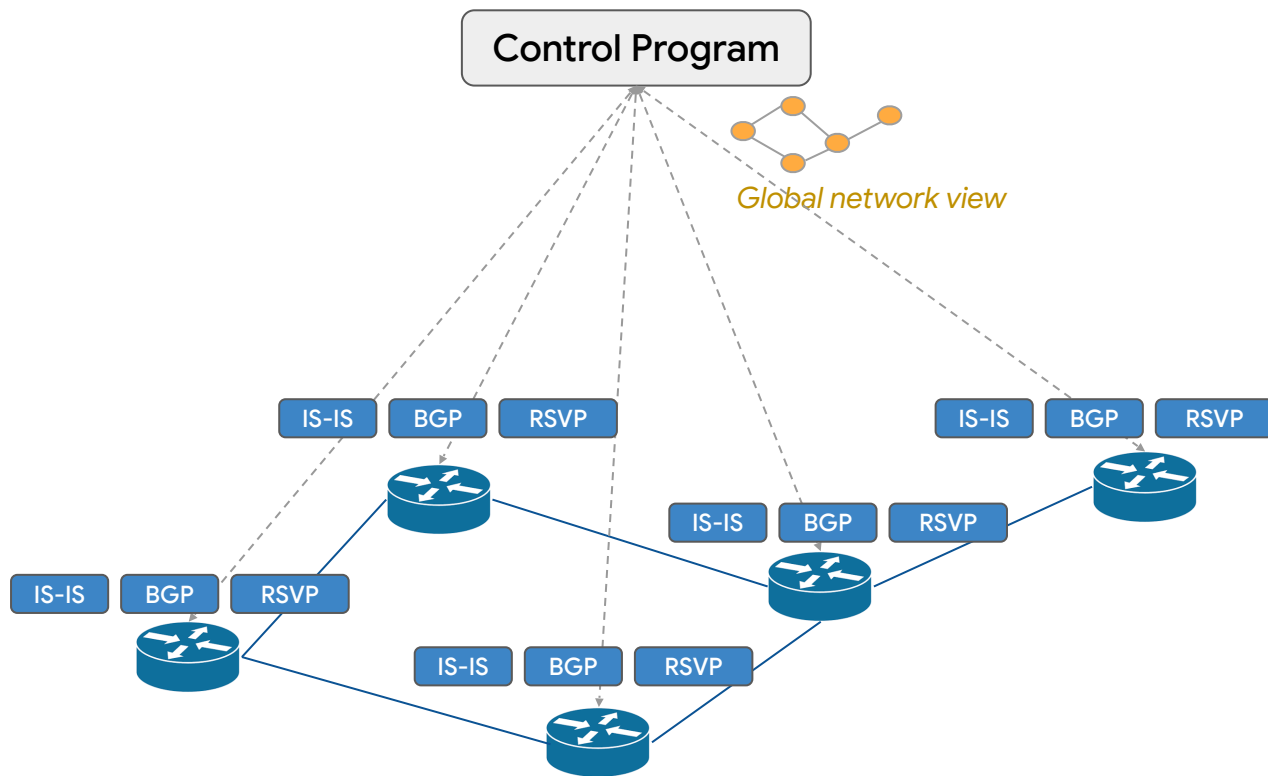 Control Program
Global network view
IS-IS BGP RSVP
IS-IS BGP RSVP
IS-IS BGP RSVP
IS-IS BGP RSVP
IS-IS BGP RSVP